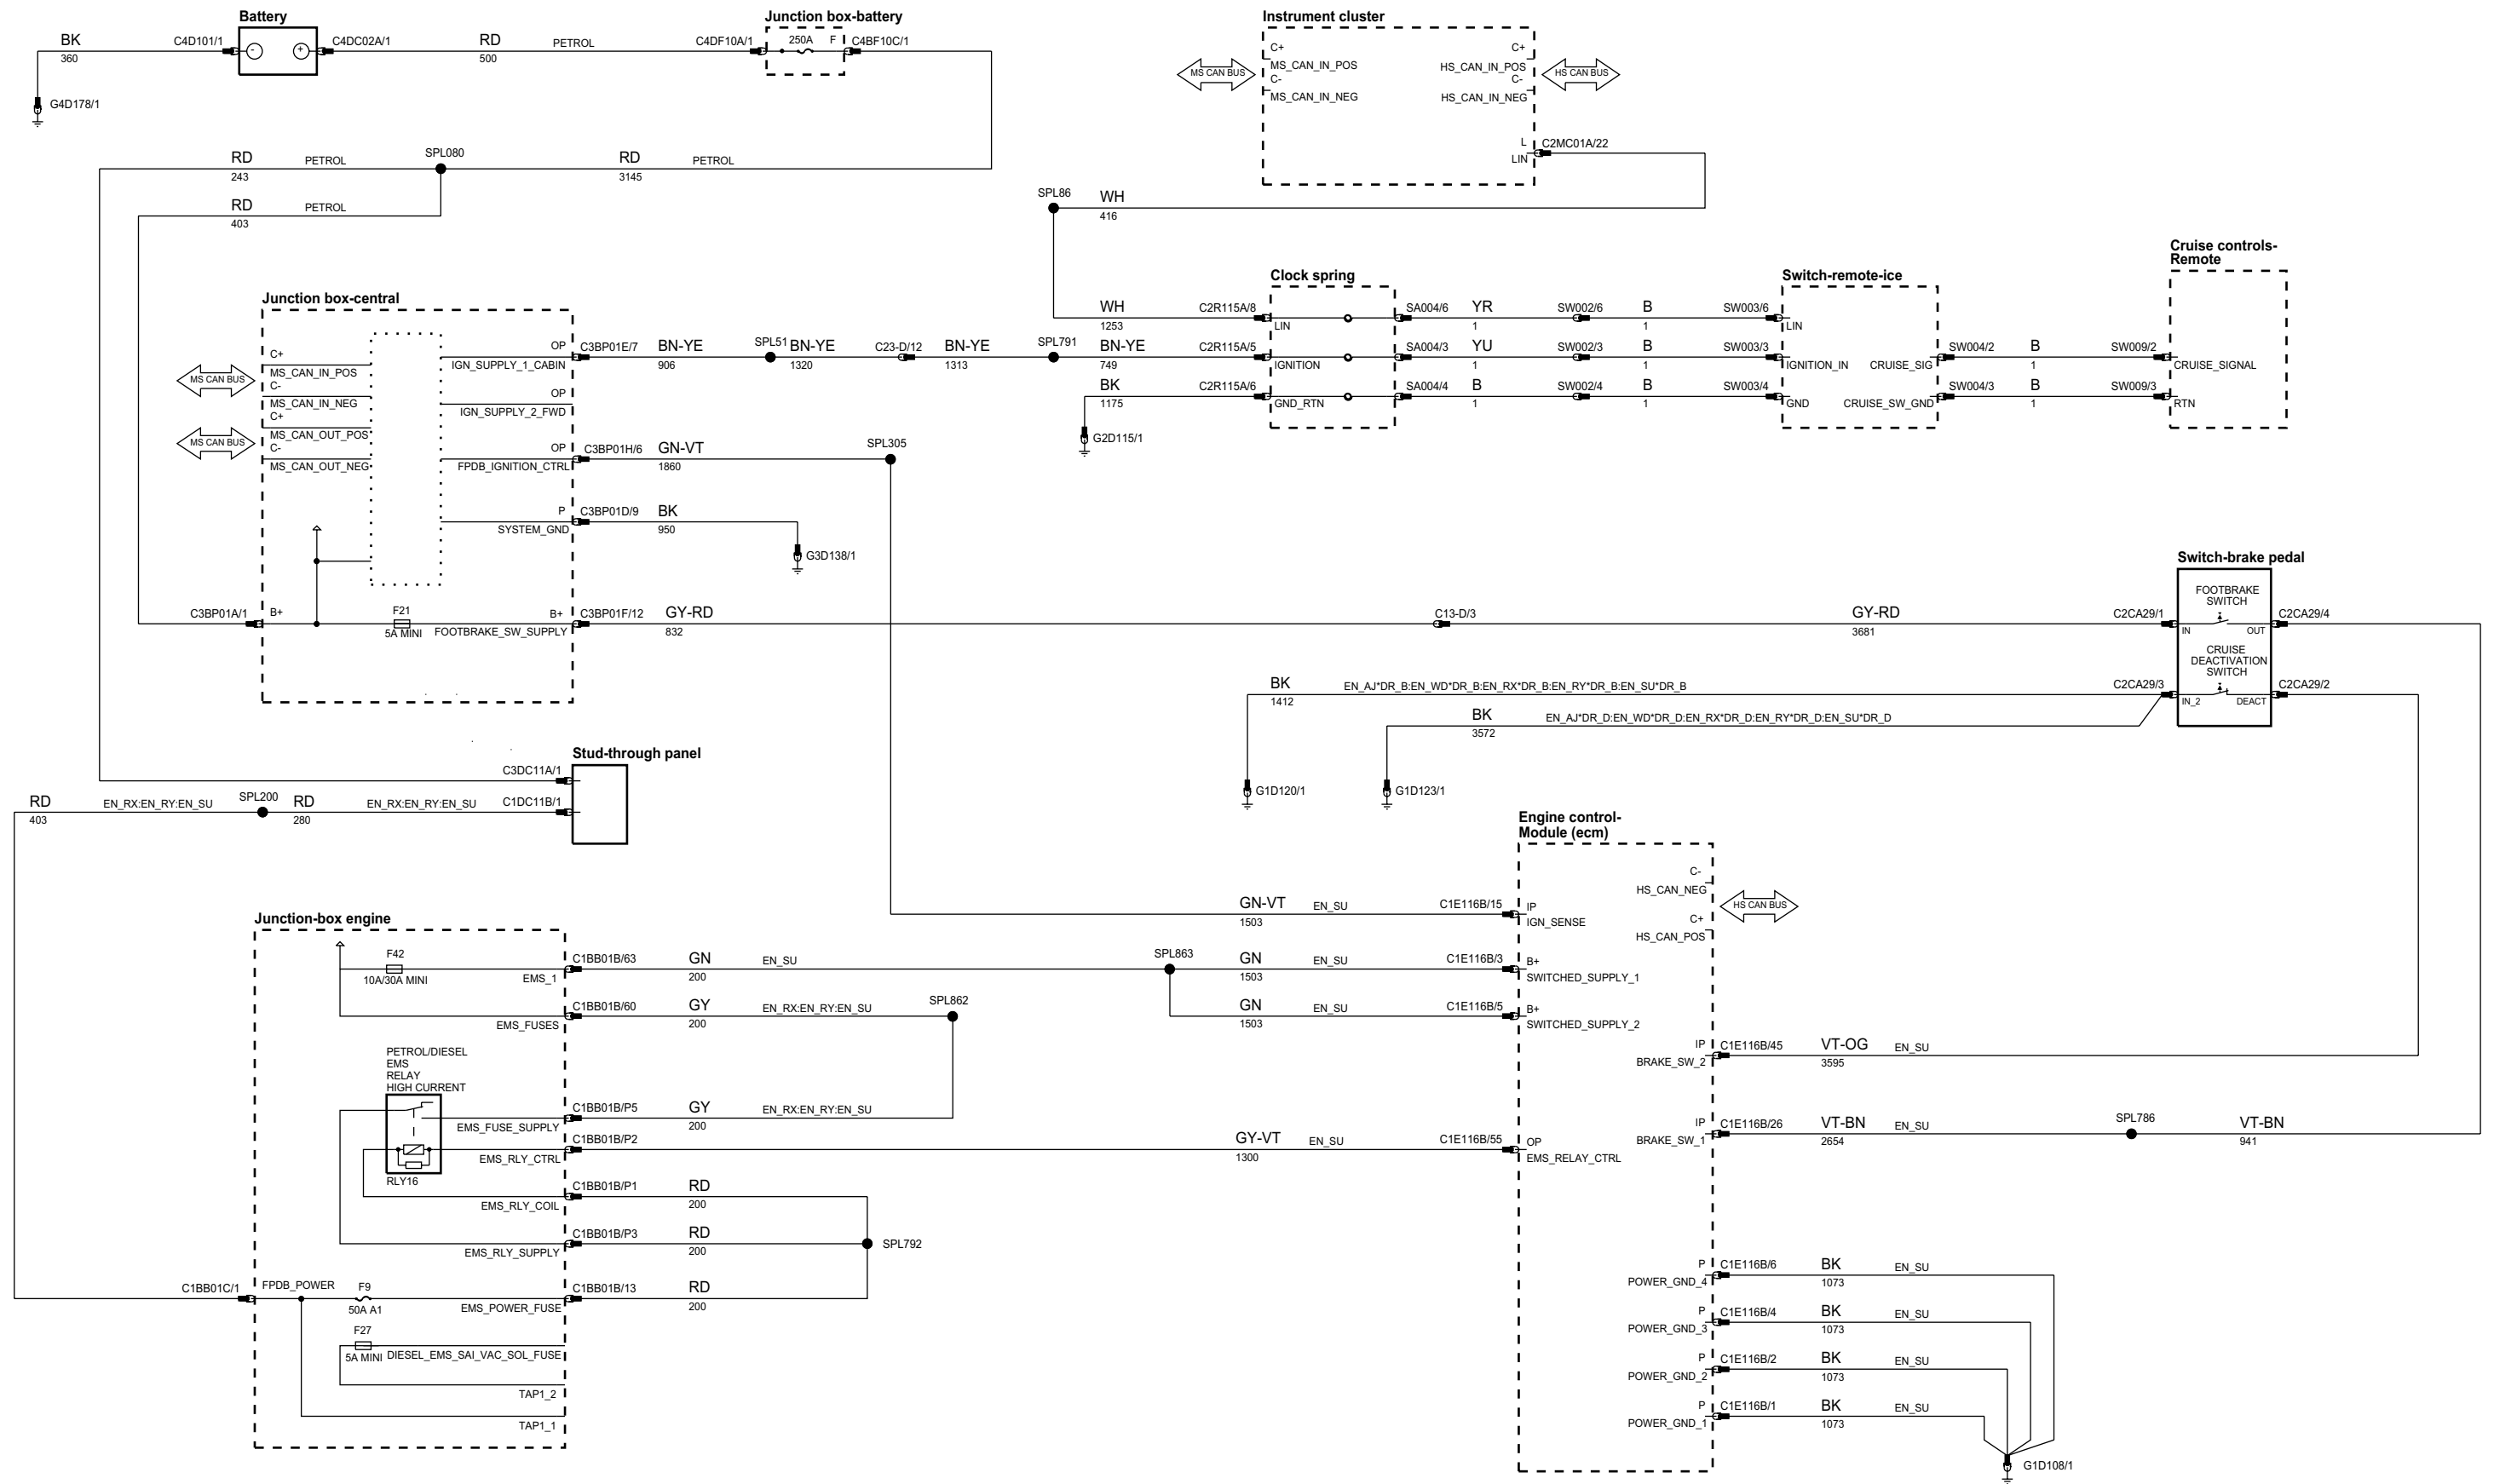 Battery
Junction box-battery
Instrument cluster
BK
360
C4D101/1
-
+
C4DC02A/1
RD
500
PETROL
C4DF10A/1
250A
F
C4BF10C/1
G4D178/1
MS CAN BUS
C+
MS_CAN_IN_POS
C-
MS_CAN_IN_NEG
C+
HS_CAN_IN_POS
C-
HS_CAN_IN_NEG
HS CAN BUS
L
LIN
C2MC01A/22
RD
243
PETROL
SPL080
RD
3145
PETROL
RD
403
PETROL
SPL86
WH
416
Cruise controls-
Remote
Clock spring
Switch-remote-ice
WH
1253
C2R115A/8
LIN
SA004/6
YR
1
SW002/6
B
1
SW003/6
LIN
Junction box-central
C+
MS_CAN_IN_POS
C-
MS_CAN_IN_NEG
C+
MS_CAN_OUT_POS
C-
MS_CAN_OUT_NEG
MS CAN BUS
MS CAN BUS
OP
IGN_SUPPLY_1_CABIN
C3BP01E/7
BN-YE
906
SPL51
BN-YE
1320
C23-D/12
BN-YE
1313
SPL791
BN-YE
749
C2R115A/5
IGNITION
SA004/3
YU
1
SW002/3
B
1
SW003/3
IGNITION_IN
CRUISE_SIG
SW004/2
B
1
SW009/2
CRUISE_SIGNAL
OP
IGN_SUPPLY_2_FWD
BK
1175
C2R115A/6
GND_RTN
SA004/4
B
1
SW002/4
B
1
SW003/4
GND
CRUISE_SW_GND
SW004/3
B
1
SW009/3
RTN
G2D115/1
OP
FPDB_IGNITION_CTRL
C3BP01H/6
GN-VT
1860
SPL305
P
SYSTEM_GND
C3BP01D/9
BK
950
G3D138/1
C3BP01A/1
B+
F21
5A MINI
B+
FOOTBRAKE_SW_SUPPLY
C3BP01F/12
GY-RD
832
C13-D/3
GY-RD
3681
Switch-brake pedal
C2CA29/1
FOOTBRAKE
SWITCH
IN
OUT
C2CA29/4
CRUISE
DEACTIVATION
SWITCH
IN_2
DEACT
C2CA29/3
C2CA29/2
BK
1412
EN_AJ*DR_B:EN_WD*DR_B:EN_RX*DR_B:EN_RY*DR_B:EN_SU*DR_B
BK
3572
EN_AJ*DR_D:EN_WD*DR_D:EN_RX*DR_D:EN_RY*DR_D:EN_SU*DR_D
G1D120/1
G1D123/1
Stud-through panel
C3DC11A/1
RD
403
EN_RX:EN_RY:EN_SU
SPL200
RD
280
EN_RX:EN_RY:EN_SU
C1DC11B/1
Engine control-
Module (ecm)
C-
HS_CAN_NEG
C+
HS_CAN_POS
HS CAN BUS
GN-VT
1503
EN_SU
C1E116B/15
IP
IGN_SENSE
Junction-box engine
F42
10A/30A MINI
EMS_1
C1BB01B/63
GN
200
EN_SU
SPL863
GN
1503
EN_SU
C1E116B/3
B+
SWITCHED_SUPPLY_1
EMS_FUSES
C1BB01B/60
GY
200
EN_RX:EN_RY:EN_SU
SPL862
GN
1503
EN_SU
C1E116B/5
B+
SWITCHED_SUPPLY_2
IP
BRAKE_SW_2
C1E116B/45
VT-OG
3595
EN_SU
PETROL/DIESEL
EMS
RELAY
HIGH CURRENT
RLY16
EMS_FUSE_SUPPLY
C1BB01B/P5
GY
200
EN_RX:EN_RY:EN_SU
IP
BRAKE_SW_1
C1E116B/26
VT-BN
2654
EN_SU
SPL786
VT-BN
941
EMS_RLY_CTRL
C1BB01B/P2
GY-VT
1300
EN_SU
C1E116B/55
OP
EMS_RELAY_CTRL
EMS_RLY_COIL
C1BB01B/P1
RD
200
EMS_RLY_SUPPLY
C1BB01B/P3
RD
200
SPL792
C1BB01C/1
FPDB_POWER
F9
50A A1
EMS_POWER_FUSE
C1BB01B/13
RD
200
F27
5A MINI
DIESEL_EMS_SAI_VAC_SOL_FUSE
TAP1_2
TAP1_1
P
POWER_GND_4
C1E116B/6
BK
1073
EN_SU
P
POWER_GND_3
C1E116B/4
BK
1073
EN_SU
P
POWER_GND_2
C1E116B/2
BK
1073
EN_SU
P
POWER_GND_1
C1E116B/1
BK
1073
EN_SU
G1D108/1